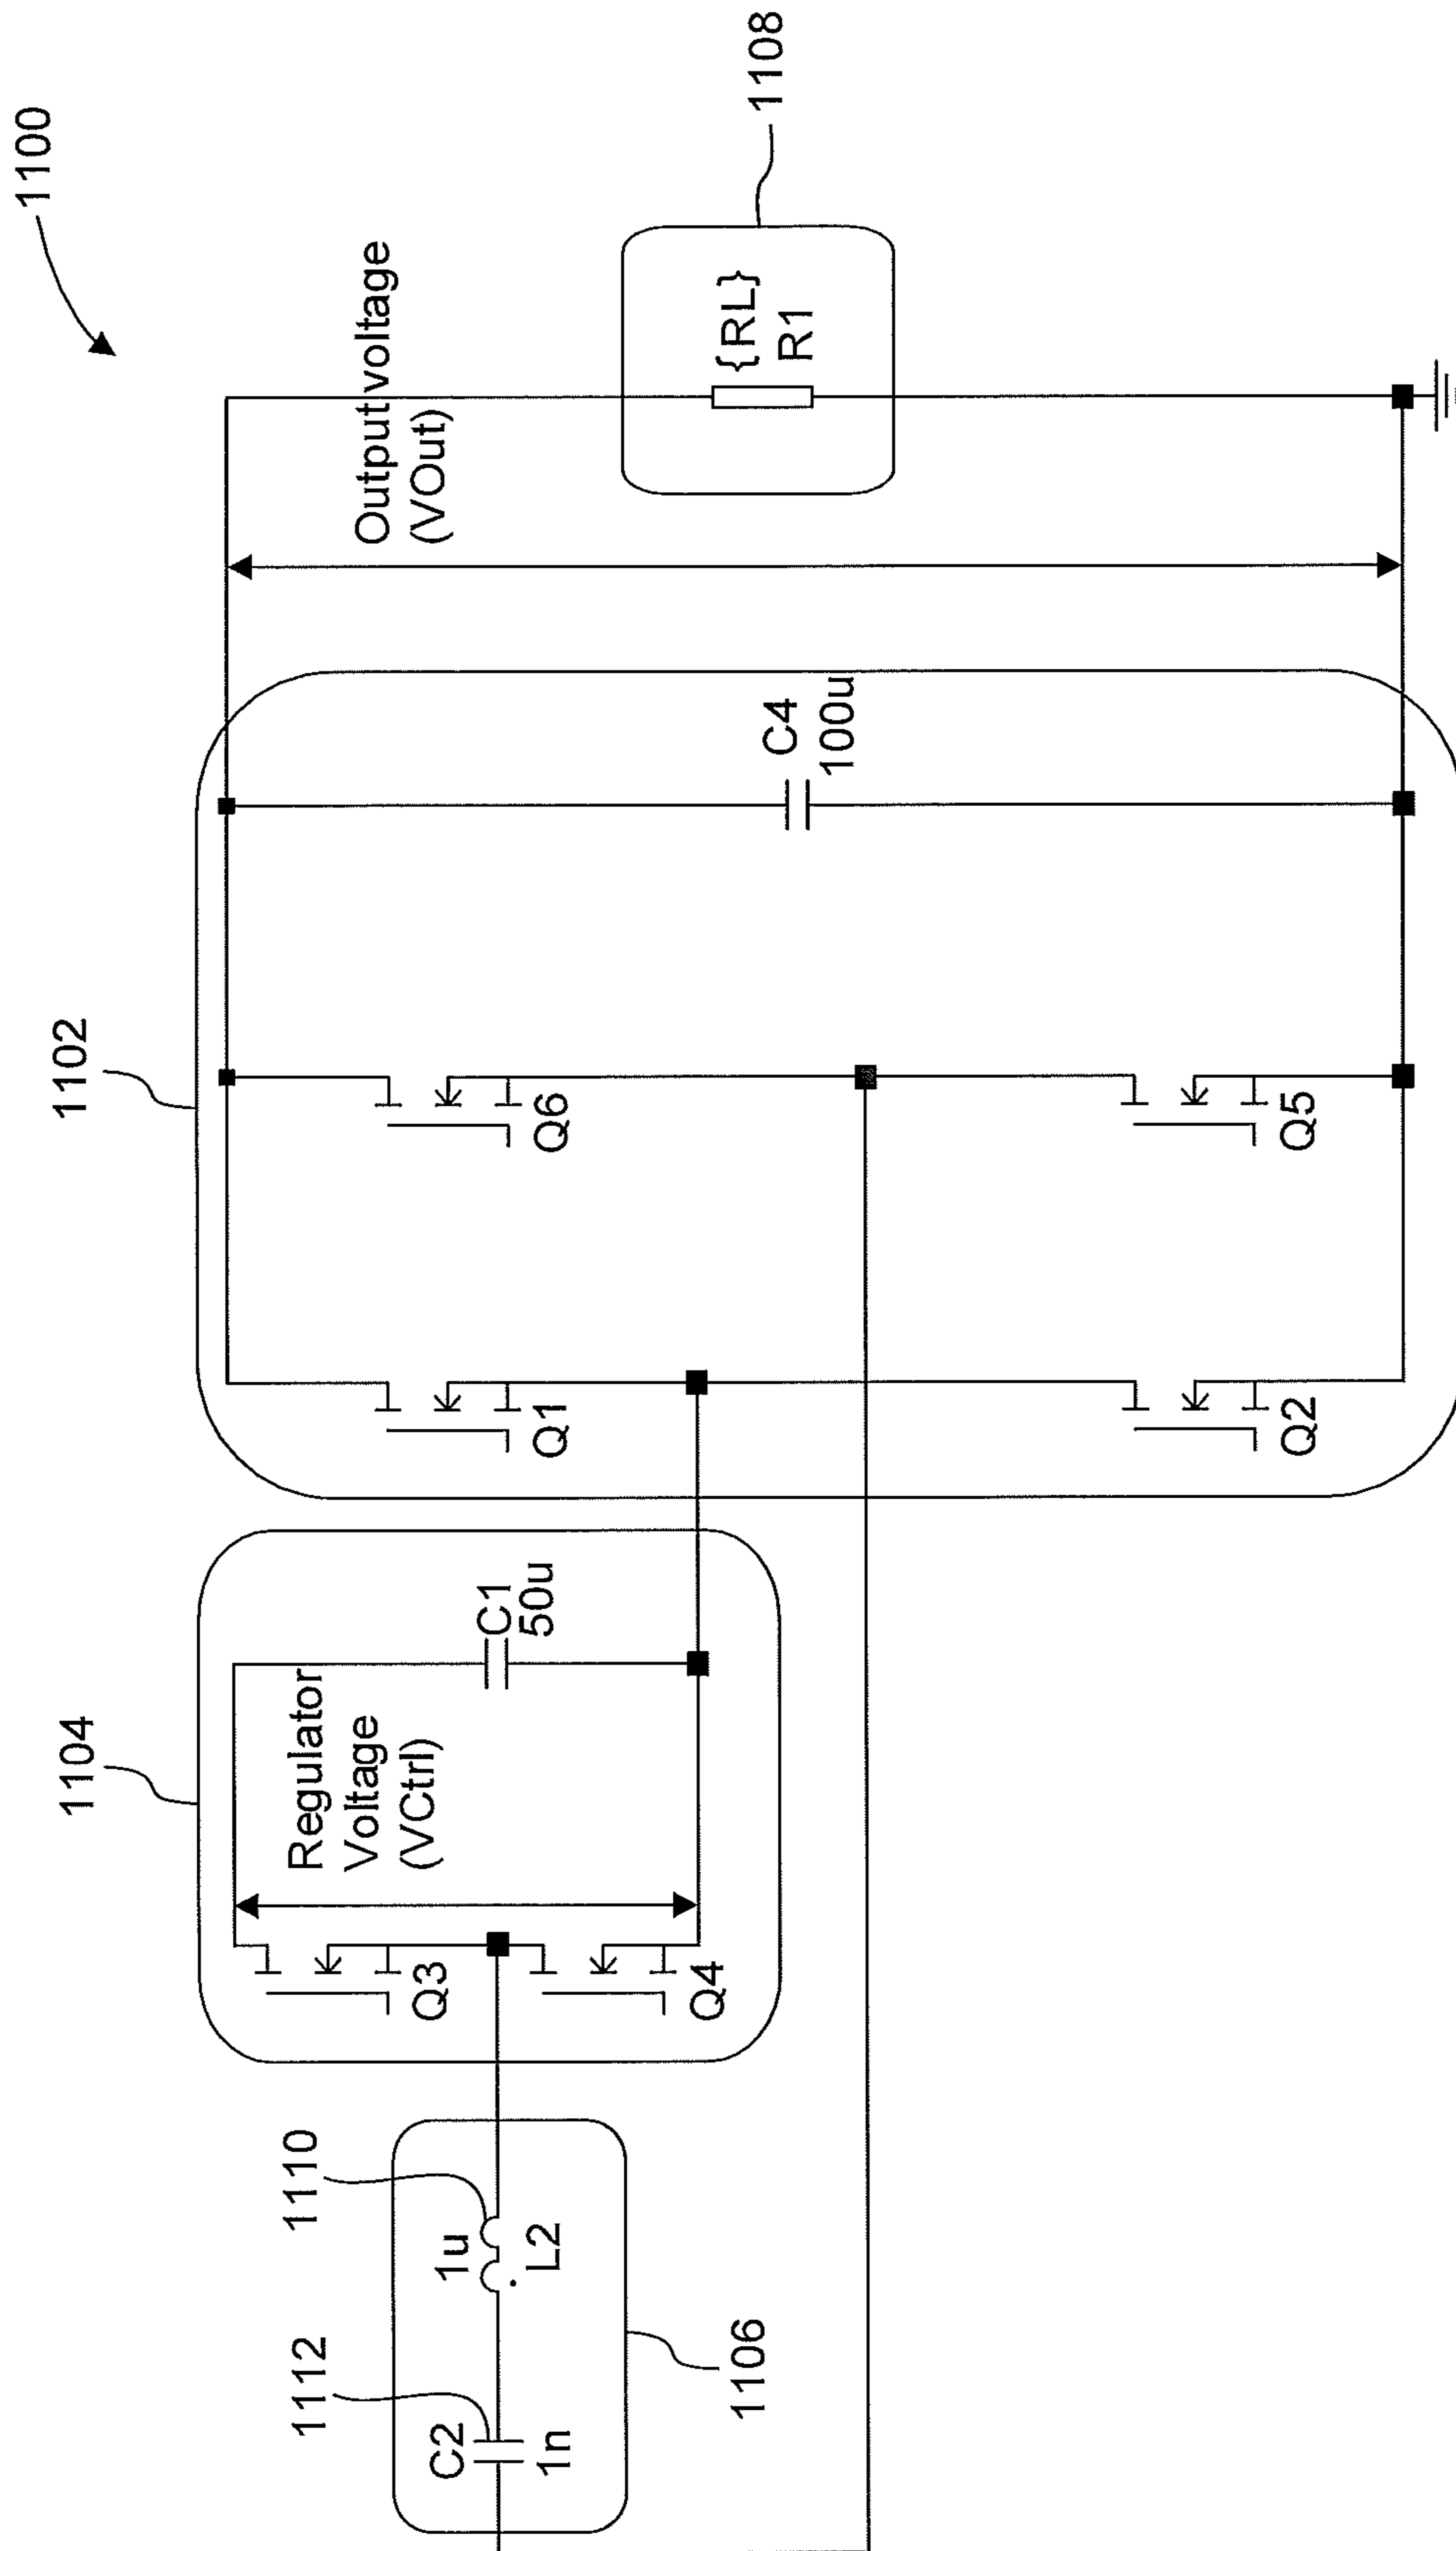 1100
1108
Output voltage
(VOut)
{RL}
R1
1102
C4
100u
Q6
Q5
Q1
Q2
1104
Regulator
Voltage
(VCtrl)
C1
50u
Q3
Q4
1110
1u
L2
1112
C2
1n
1106